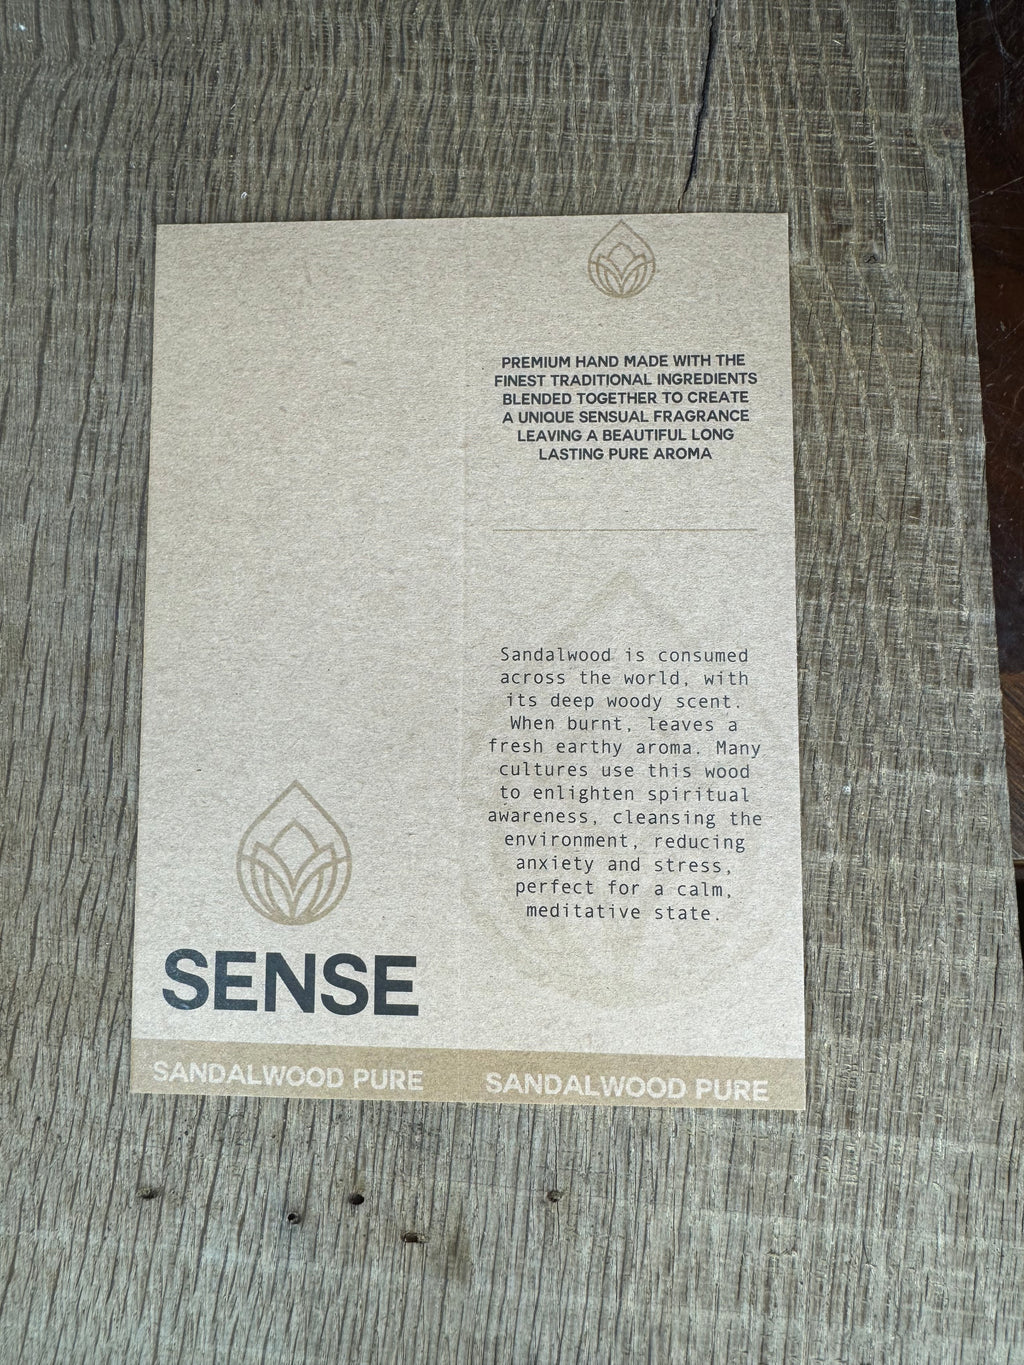 SENSE
SANDALWOOD PURE
PREMIUM HAND MADE WITH THE
FINEST TRADITIONAL INGREDIENTS
BLENDED TOGETHER TO CREATE
A UNIQUE SENSUAL FRAGRANCE
LEAVING A BEAUTIFUL LONG
LASTING PURE AROMA
Sandalwood is consumed
across the world, with
its deep woody scent.
When burnt, leaves a
fresh earthy aroma. Many
cultures use this wood
to enlighten spiritual
awareness, cleansing the
environment, reducing
anxiety and stress,
perfect for a calm,
meditative state.
SANDALWOOD PURE